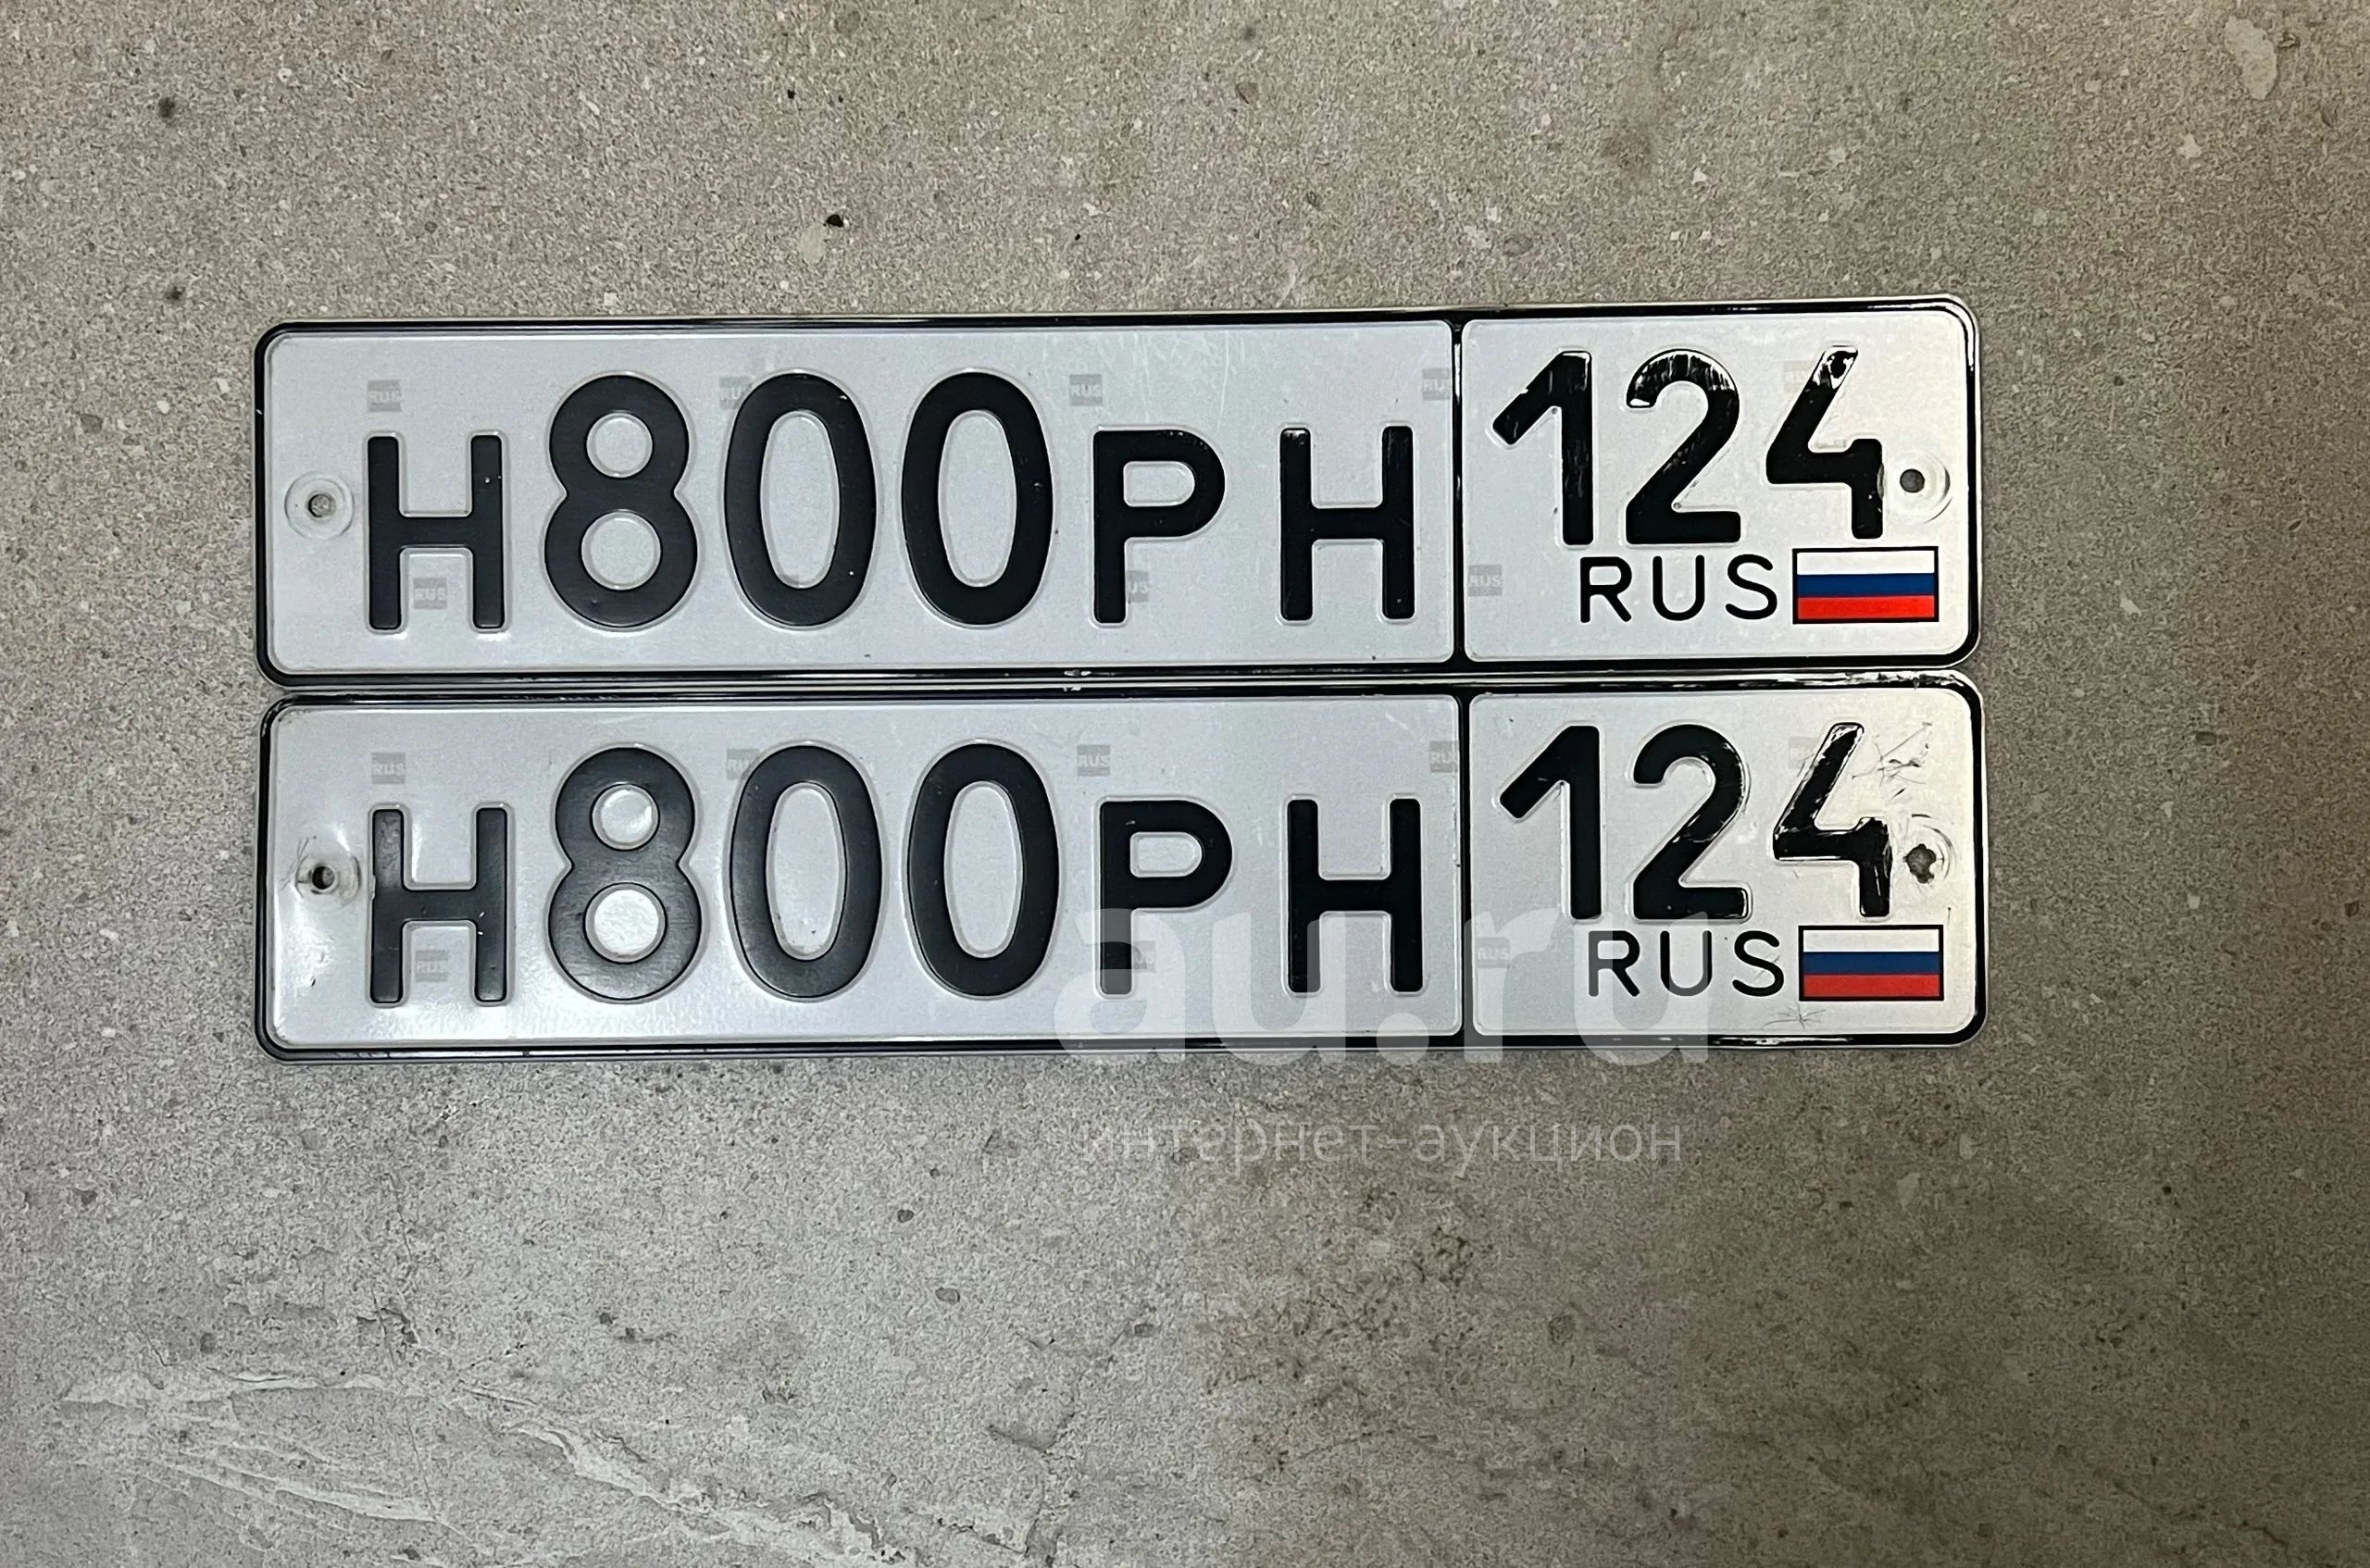 Н800РН 124
RUS
Н800РН 124
RUS
au.ru
интернет-аукцион